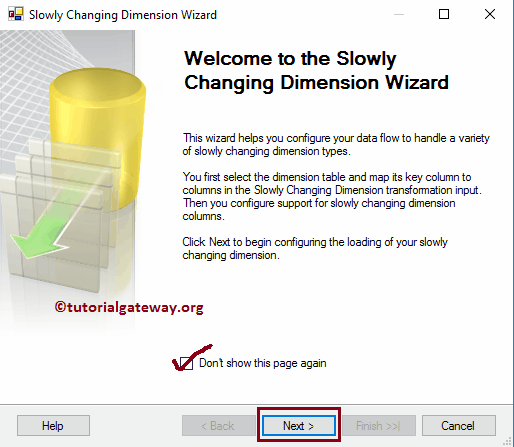 Slowly Changing Dimension Wizard
Welcome to the Slowly
Changing Dimension Wizard
This wizard helps you configure your data flow to handle a variety
of slowly changing dimension types.
You first select the dimension table and map its key column to
columns in the Slowly Changing Dimension transformation input.
Then you configure support for slowly changing dimension
columns.
Click Next to begin configuring the loading of your slowly
changing dimension.
©tutorialgateway.org
Don't show this page again
Help
< Back
Next >
Finish >>|
Cancel